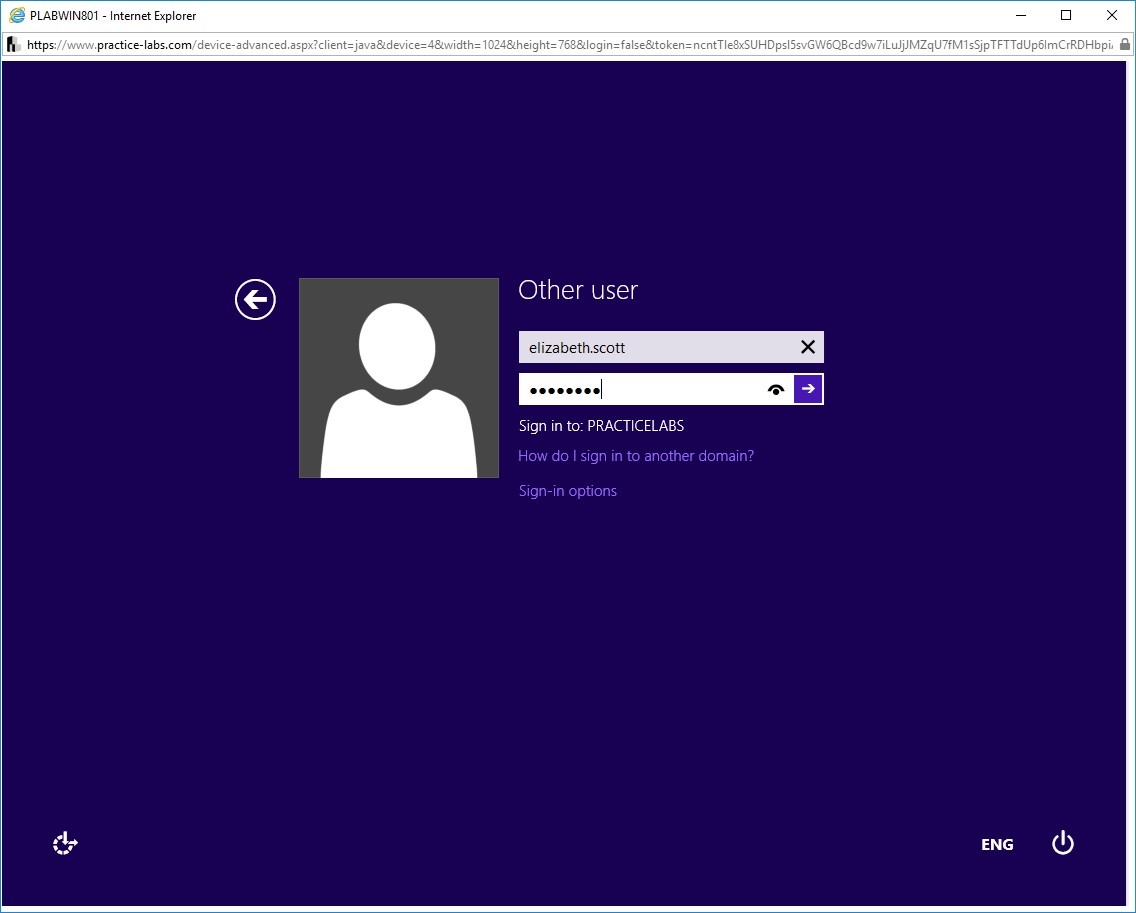 PLABWIN801 - Internet Explorer
https://www.practice-labs.com/device-advanced.aspx?client=java&device=4&width=1024&height=768&login=false&token=
Other user
elizabeth.scott
Sign in to: PRACTICELABS
How do I sign in to another domain?
Sign-in options
ENG